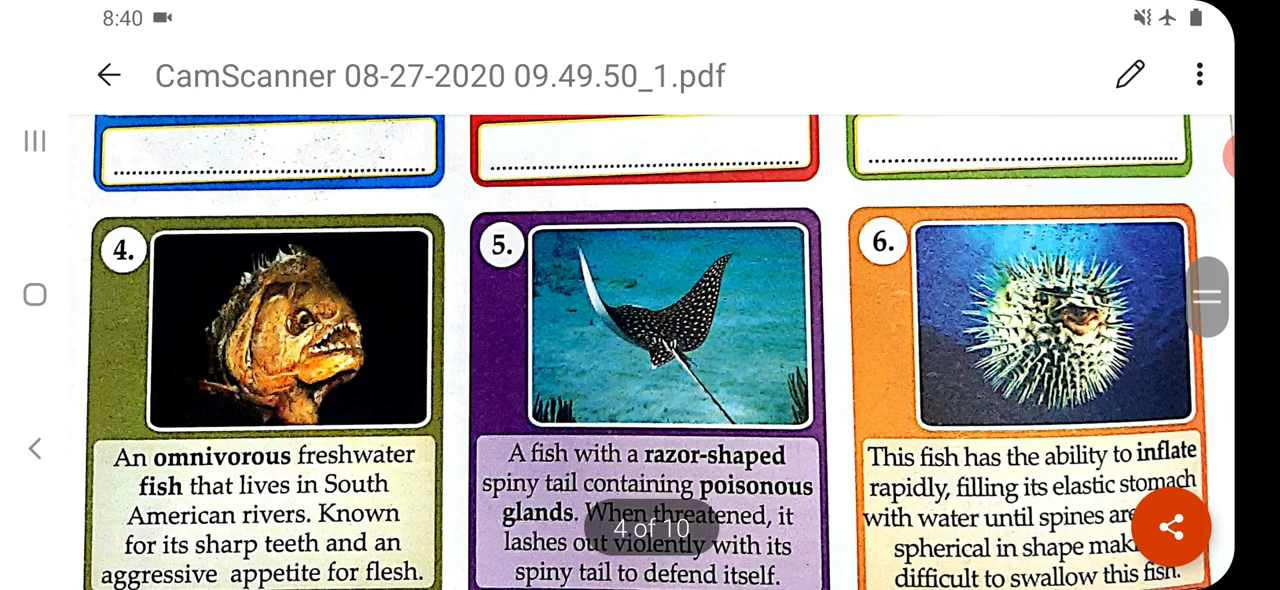 8:40
CamScanner 08-27-2020 09.49.50_1.pdf
4.
An omnivorous freshwater
fish that lives in South
American rivers. Known
for its sharp teeth and an
aggressive appetite for flesh.
5.
A fish with a razor-shaped
spiny tail containing poisonous
glands. When threatened, it
lashes out violently with its
spiny tail to defend itself.
4 of 10
6.
This fish has the ability to inflate
rapidly, filling its elastic stomach
with water until spines are
spherical in shape
difficult to swallow this fish.